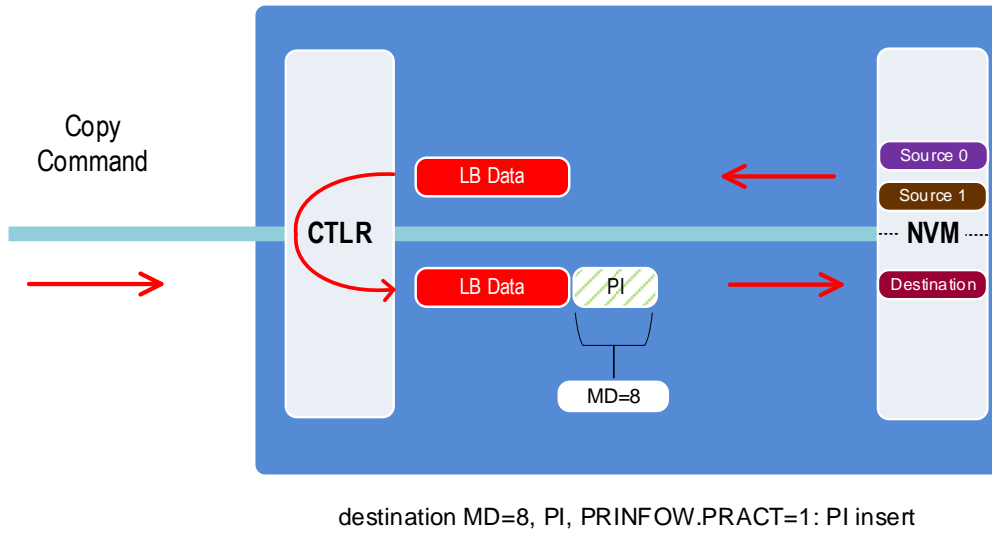 Copy
Command
LB Data
Source 0
Source 1
CTLR
NVM
LB Data
PI
Destination
MD=8
destination MD=8, PI, PRINFOW.PRACT=1: PI insert